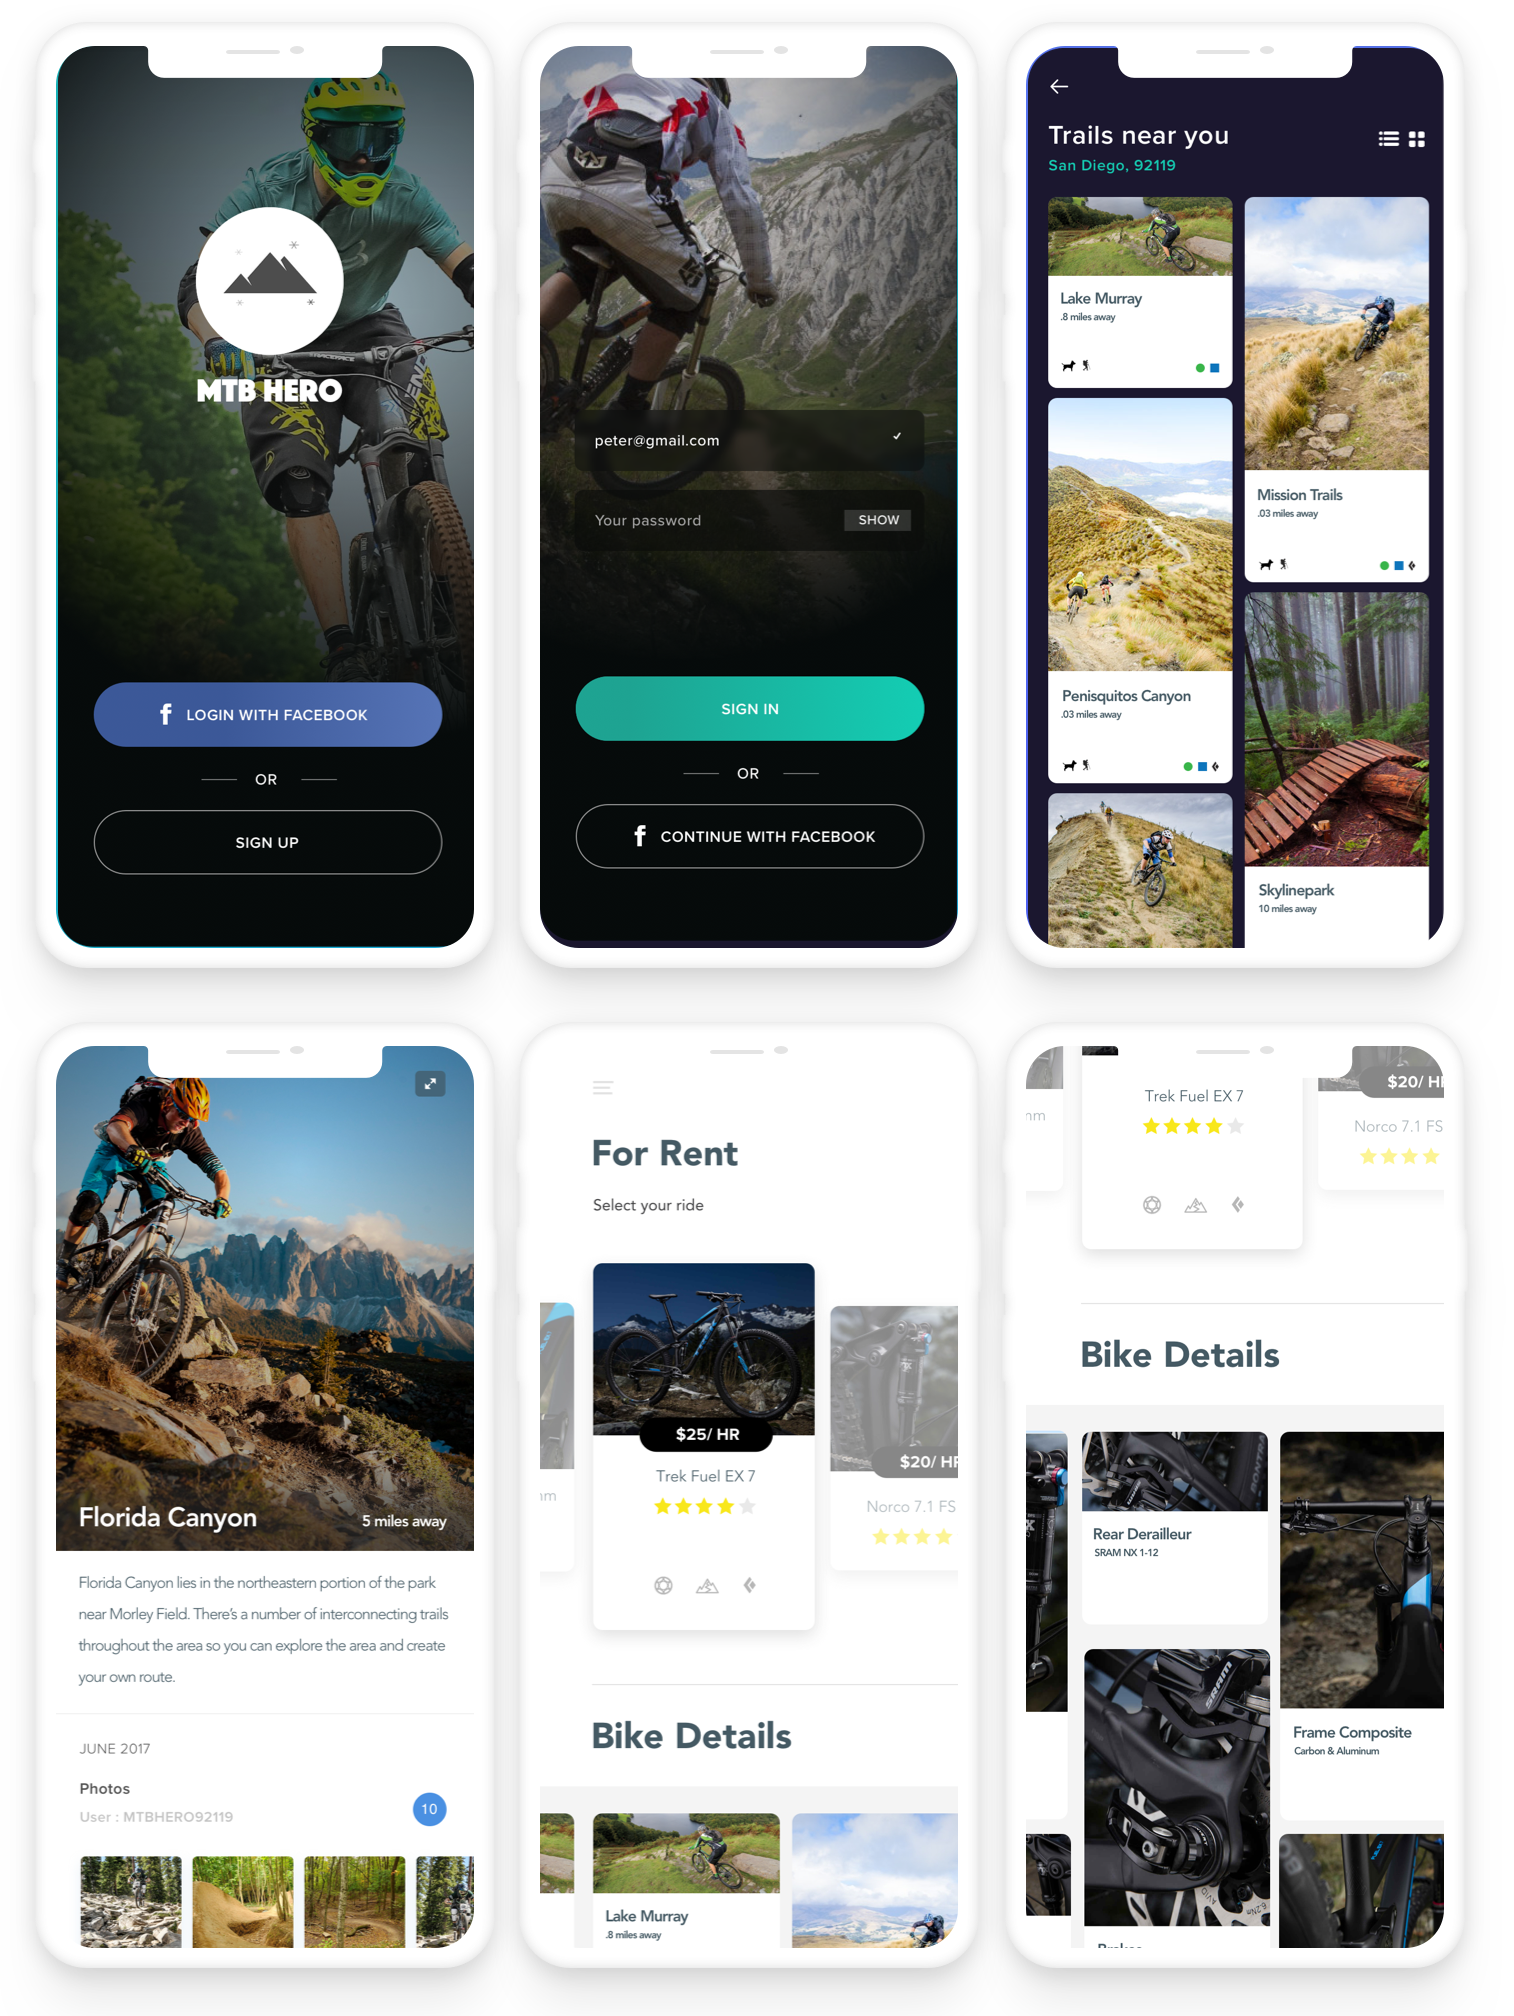 MTB HERO
LOGIN WITH FACEBOOK
OR
SIGN UP
peter@gmail.com
Your password
SHOW
SIGN IN
OR
CONTINUE WITH FACEBOOK
Trails near you
San Diego, 92119
Lake Murray
.8 miles away
Mission Trails
.03 miles away
Penisquitos Canyon
.03 miles away
Skylinepark
10 miles away
Florida Canyon
5 miles away
Florida Canyon lies in the northeastern portion of the park
near Morley Field. There's a number of interconnecting trails
throughout the area so you can explore the area and create
your own route.
JUNE 2017
Photos
User : MTBHERO92119
10
For Rent
Select your ride
$25/ HR
Trek Fuel EX 7
$20/ HR
Norco 7.1 FS
Bike Details
Lake Murray
.8 miles away
Trek Fuel EX 7
$20/ HR
Norco 7.1 FS
Bike Details
Rear Derailleur
SRAM NX 1-12
SRAM
Frame Composite
Carbon & Aluminum